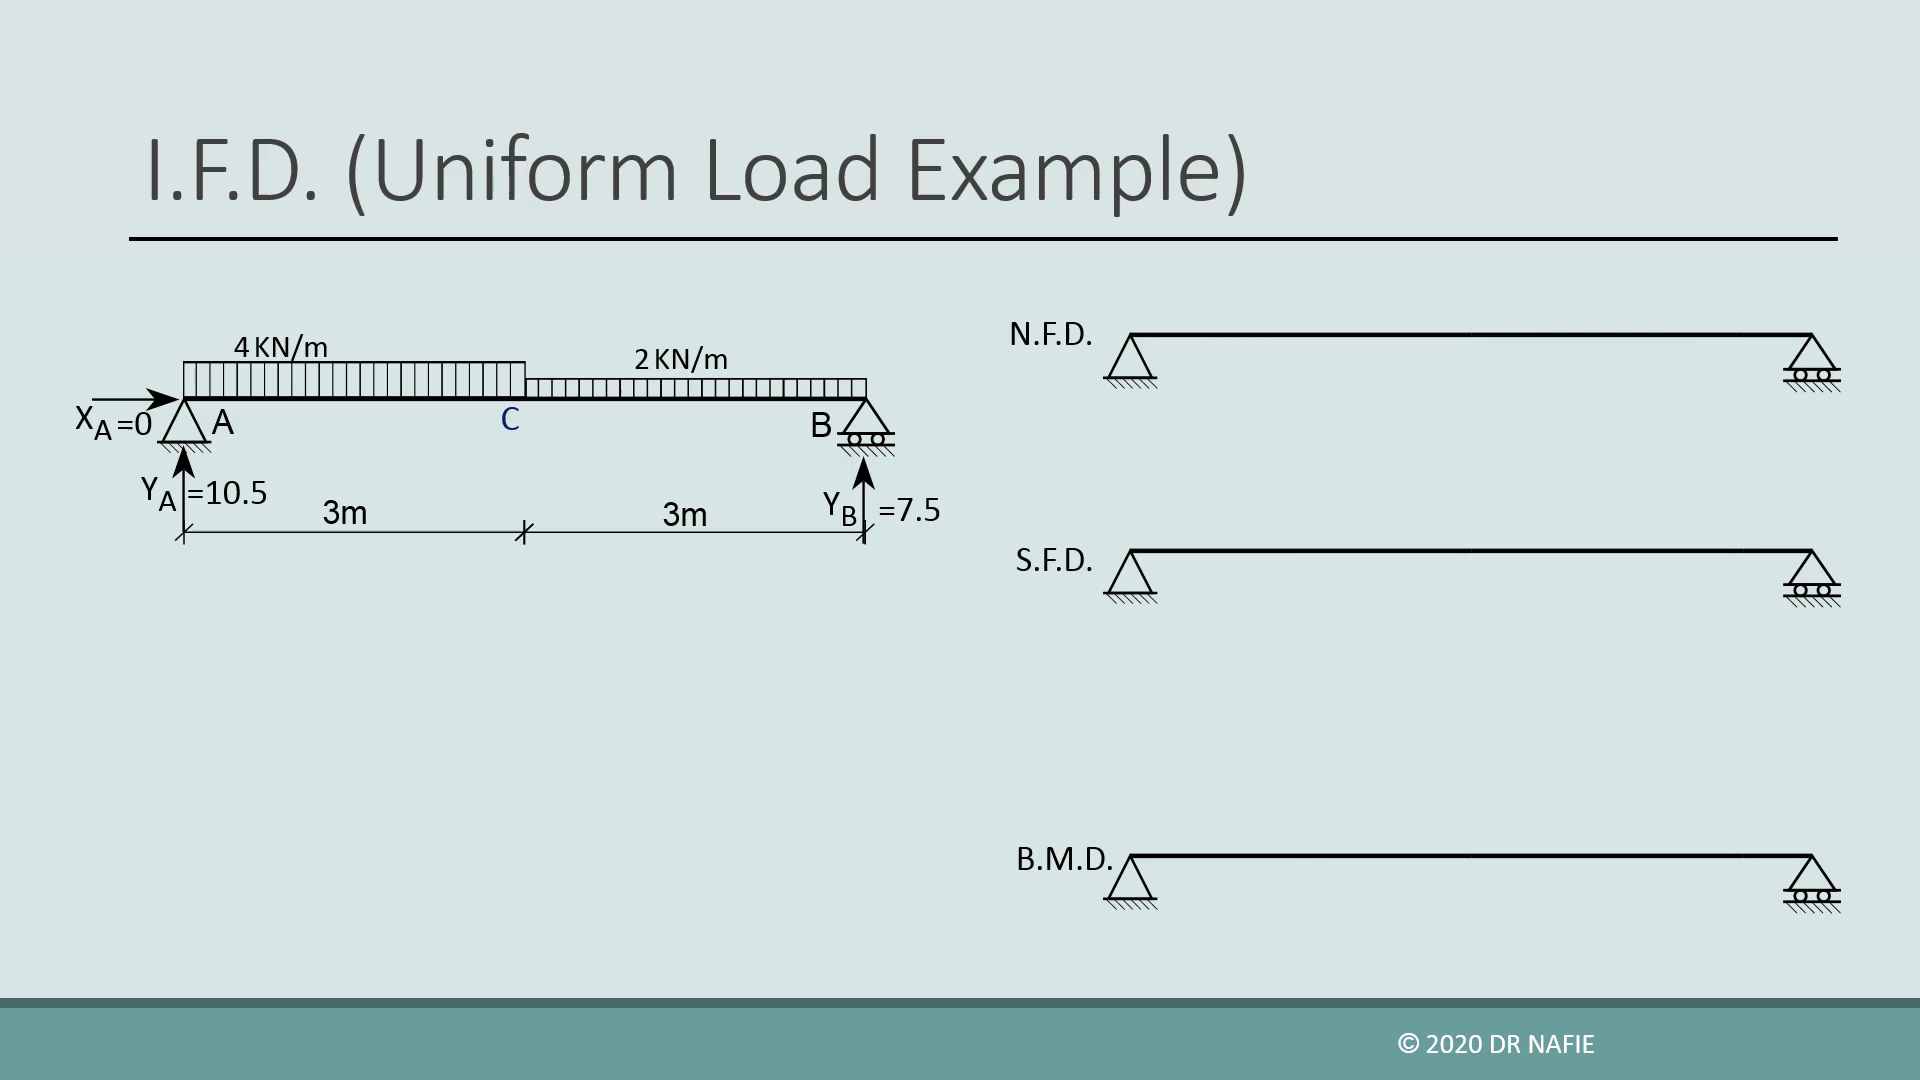 I.F.D. (Uniform Load Example)
4 KN/m
2 KN/m
XA =0
A
C
B
YA =10.5
3m
3m
YB =7.5
N.F.D.
S.F.D.
B.M.D.
© 2020 DR NAFIE